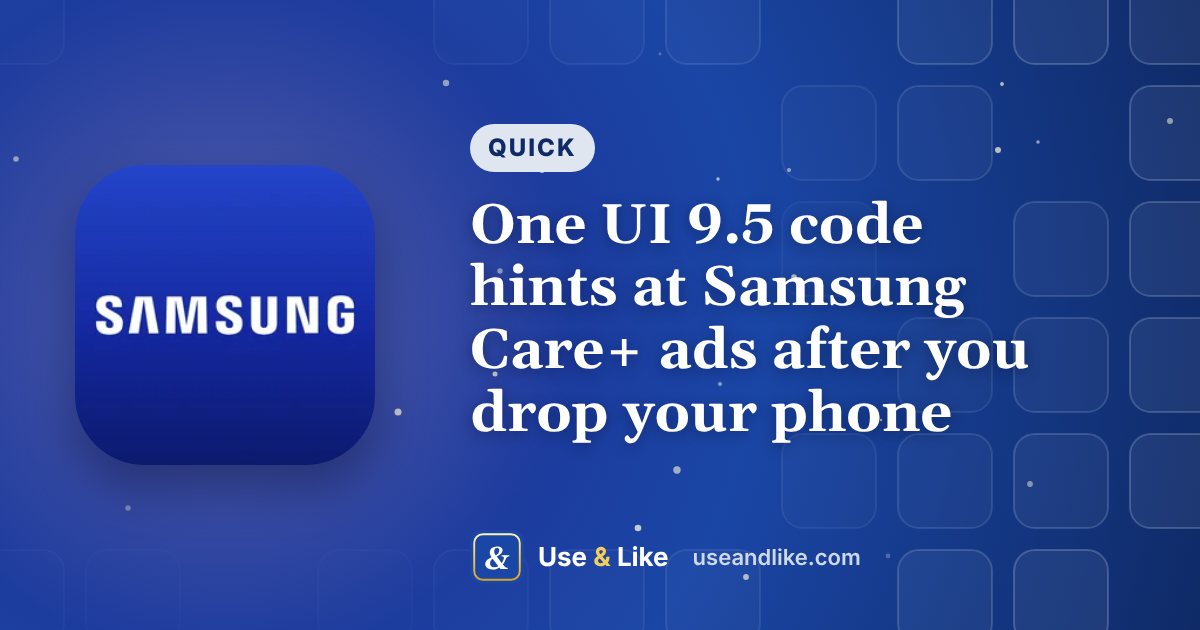 SAMSUNG
QUICK
One UI 9.5 code
hints at Samsung
Care+ ads after you
drop your phone
& Use & Like useandlike.com